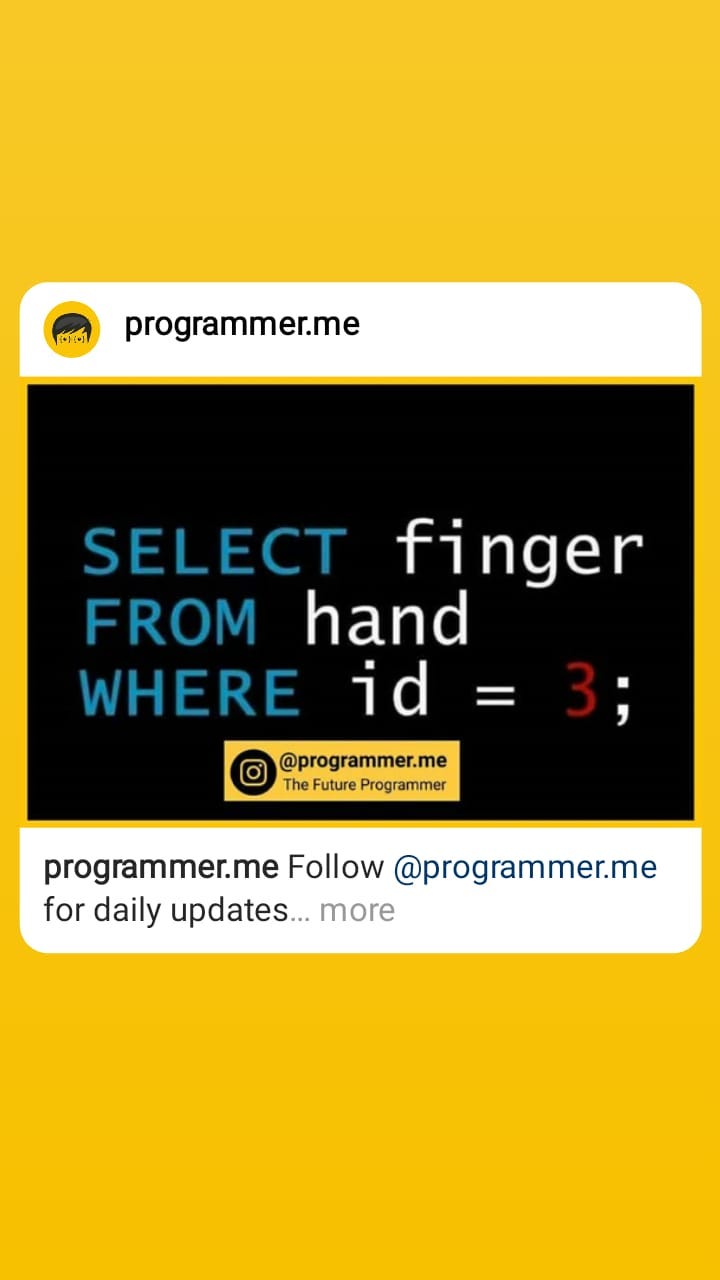 programmer.me
SELECT finger
FROM hand
WHERE id = 3;
@programmer.me
The Future Programmer
programmer.me Follow @programmer.me
for daily updates... more